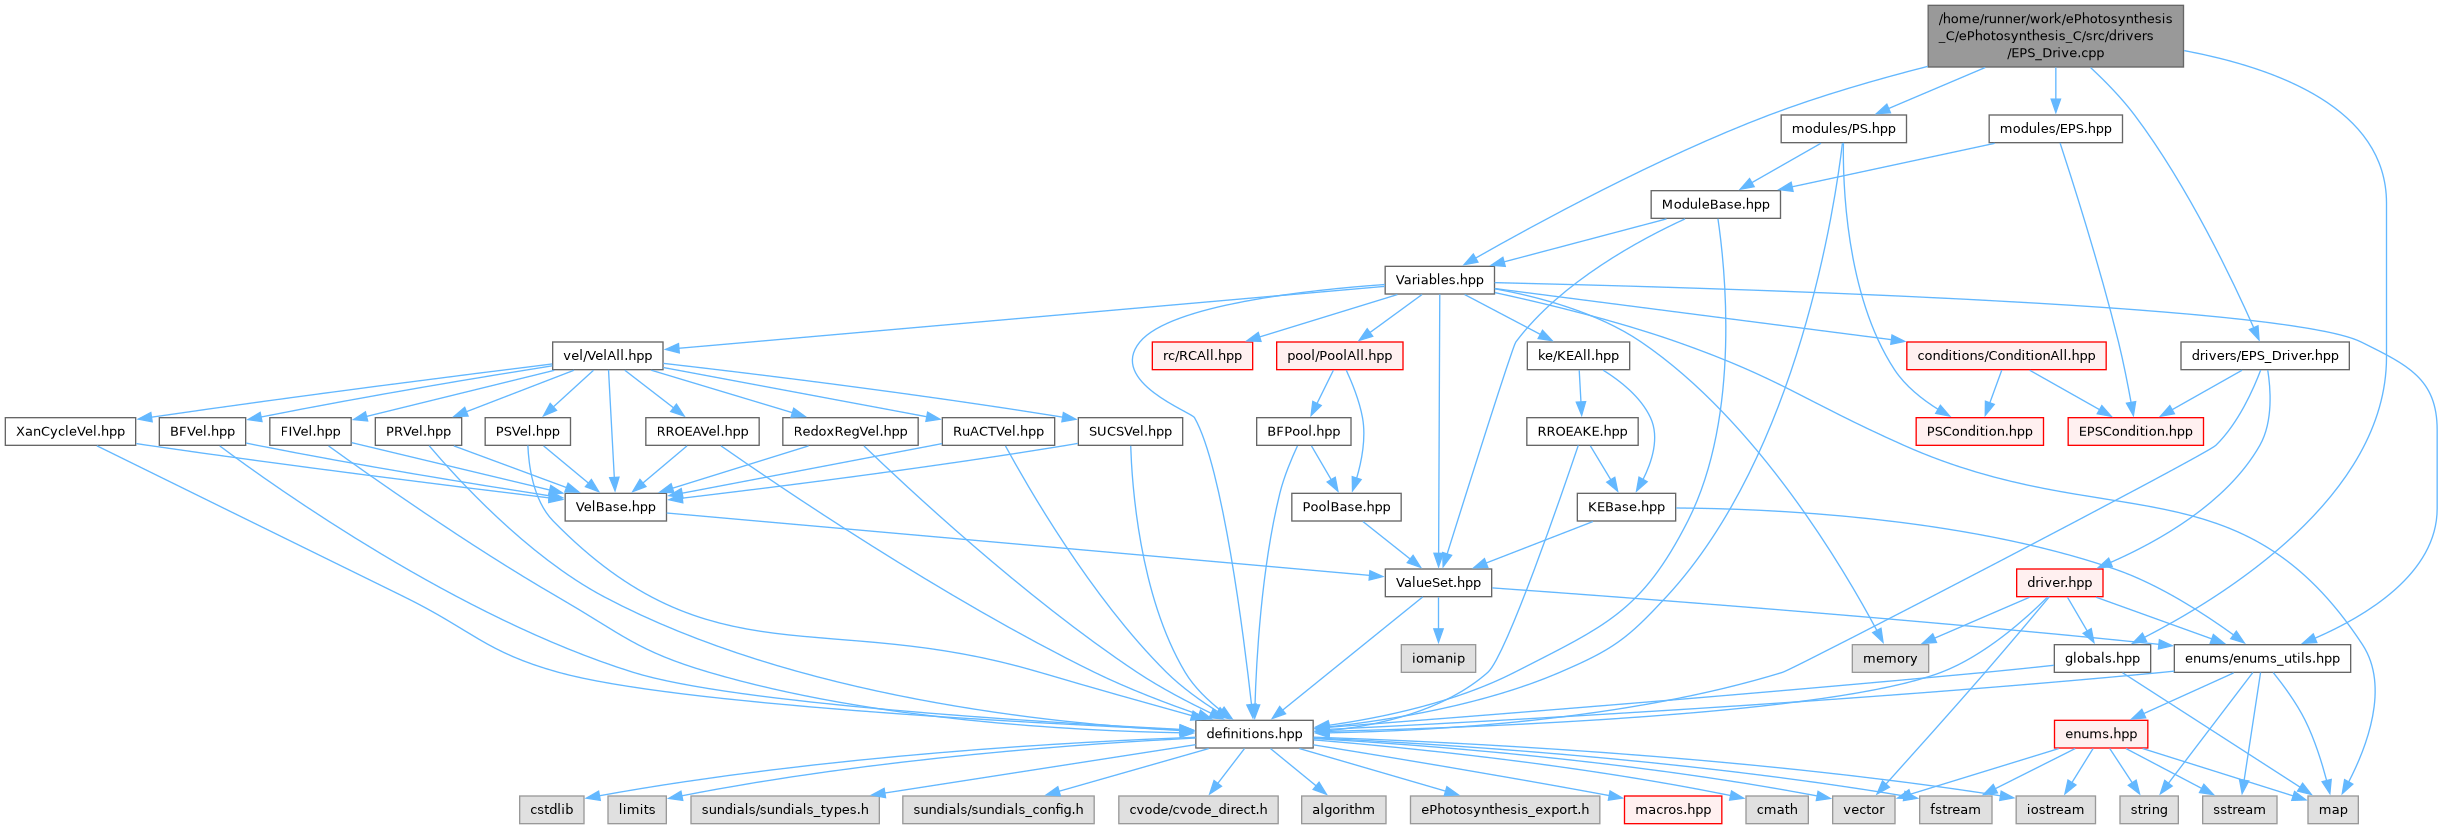 /home/runner/work/ePhotosynthesis
_C/ePhotosynthesis_C/src/drivers
/EPS_Drive.cpp
modules/PS.hpp
modules/EPS.hpp
ModuleBase.hpp
Variables.hpp
vel/VelAll.hpp
rc/RCAll.hpp
pool/PoolAll.hpp
ke/KEAll.hpp
conditions/ConditionAll.hpp
drivers/EPS_Driver.hpp
XanCycleVel.hpp
BFVel.hpp
FIVel.hpp
PRVel.hpp
PSVel.hpp
RROEAVel.hpp
RedoxRegVel.hpp
RuACTVel.hpp
SUCSVel.hpp
BFPool.hpp
RROEAKE.hpp
PSCondition.hpp
EPSCondition.hpp
VelBase.hpp
PoolBase.hpp
KEBase.hpp
ValueSet.hpp
driver.hpp
iomanip
memory
globals.hpp
enums/enums_utils.hpp
definitions.hpp
enums.hpp
cstdlib
limits
sundials/sundials_types.h
sundials/sundials_config.h
cvode/cvode_direct.h
algorithm
ePhotosynthesis_export.h
macros.hpp
cmath
vector
fstream
iostream
string
sstream
map